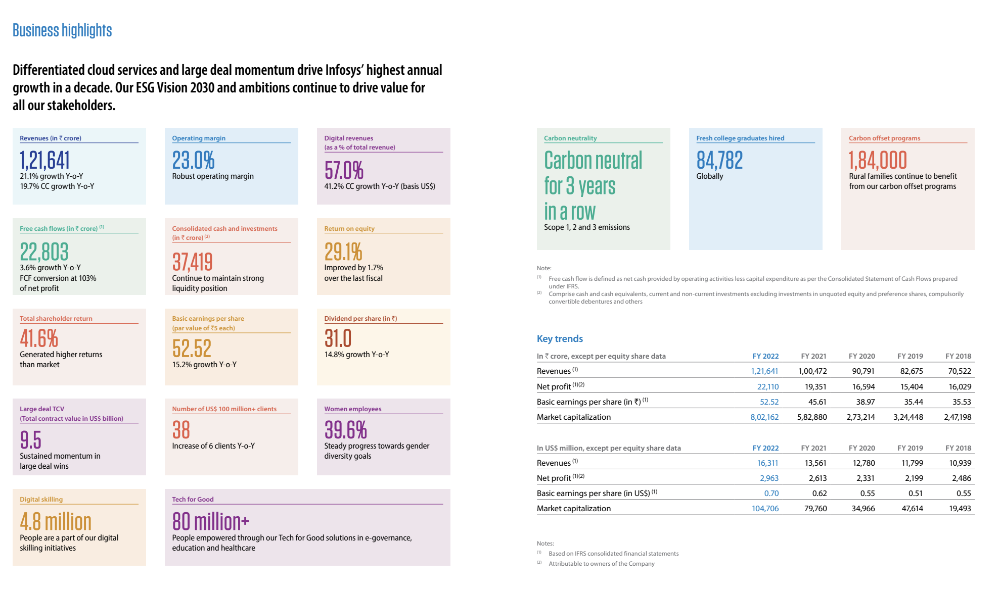 Business highlights
Differentiated cloud services and large deal momentum drive Infosys’ highest annual
growth in a decade. Our ESG Vision 2030 and ambitions continue to drive value for
all our stakeholders.
Revenues (in ₹ crore)
1,21,641
21.1% growth Y-o-Y
19.7% CC growth Y-o-Y
Operating margin
23.0%
Robust operating margin
Digital revenues
(as a % of total revenue)
57.0%
41.2% CC growth Y-o-Y (basis US$)
Free cash flows (in ₹ crore) (1)
22,803
3.6% growth Y-o-Y
FCF conversion at 103%
of net profit
Consolidated cash and investments
(in ₹ crore) (2)
37,419
Continue to maintain strong
liquidity position
Return on equity
29.1%
Improved by 1.7%
over the last fiscal
Total shareholder return
41.6%
Generated higher returns
than market
Basic earnings per share
(par value of ₹5 each)
52.52
15.2% growth Y-o-Y
Dividend per share (in ₹)
31.0
14.8% growth Y-o-Y
Large deal TCV
(Total contract value in US$ billion)
9.5
Sustained momentum in
large deal wins
Number of US$ 100 million+ clients
38
Increase of 6 clients Y-o-Y
Women employees
39.6%
Steady progress towards gender
diversity goals
Digital skilling
4.8 million
People are a part of our digital
skilling initiatives
Tech for Good
80 million+
People empowered through our Tech for Good solutions in e-governance,
education and healthcare
Carbon neutrality
Carbon neutral
for 3 years
in a row
Scope 1, 2 and 3 emissions
Fresh college graduates hired
84,782
Globally
Carbon offset programs
1,84,000
Rural families continue to benefit
from our carbon offset programs
Note:
(1) Free cash flow is defined as net cash provided by operating activities less capital expenditure as per the Consolidated Statement of Cash Flows prepared
under IFRS.
(2) Comprise cash and cash equivalents, current and non-current investments excluding investments in unquoted equity and preference shares, compulsorily
convertible debentures and others
Key trends
In ₹ crore, except per equity share data FY 2022 FY 2021 FY 2020 FY 2019 FY 2018
Revenues (1) 1,21,641 1,00,472 90,791 82,675 70,522
Net profit (1)(2) 22,110 19,351 16,594 15,404 16,029
Basic earnings per share (in ₹) (1) 52.52 45.61 38.97 35.44 35.53
Market capitalization 8,02,162 5,82,880 2,73,214 3,24,448 2,47,198
In US$ million, except per equity share data FY 2022 FY 2021 FY 2020 FY 2019 FY 2018
Revenues (1) 16,311 13,561 12,780 11,799 10,939
Net profit (1)(2) 2,963 2,613 2,331 2,199 2,486
Basic earnings per share (in US$) (1) 0.70 0.62 0.55 0.51 0.55
Market capitalization 104,706 79,760 34,966 47,614 19,493
Notes:
(1) Based on IFRS consolidated financial statements
(2) Attributable to owners of the Company